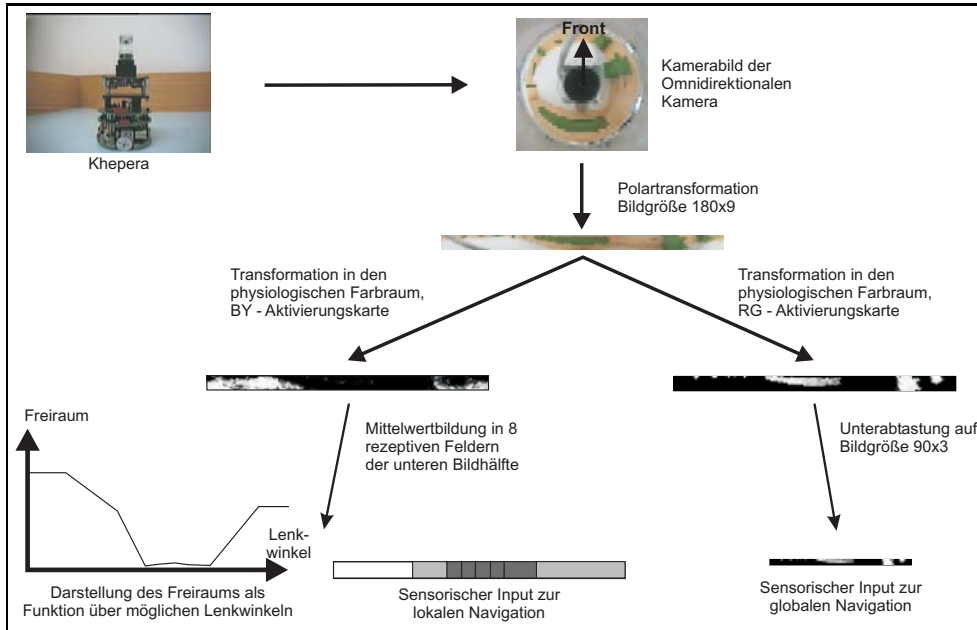 Front
Kamerabild der
Omnidirektionalen
Kamera
Khepera
Polartransformation
Bildgröße 180x9
Transformation in den
physiologischen Farbraum,
BY - Aktivierungskarte
Transformation in den
physiologischen Farbraum,
RG - Aktivierungskarte
Freiraum
Mittelwertbildung in 8
rezeptiven Feldern
der unteren Bildhälfte
Unterabtastung auf
Bildgröße 90x3
Lenk-
winkel
Darstellung des Freiraums als
Funktion über möglichen Lenkwinkeln
Sensorischer Input zur
lokalen Navigation
Sensorischer Input zur
globalen Navigation